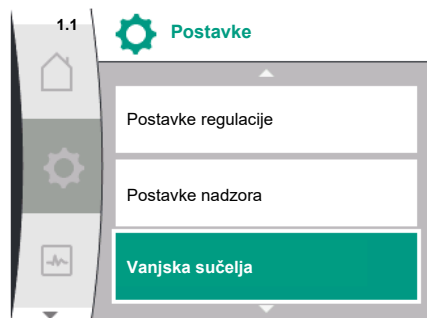 1.1
Postavke
Postavke regulacije
Postavke nadzora
Vanjska sučelja